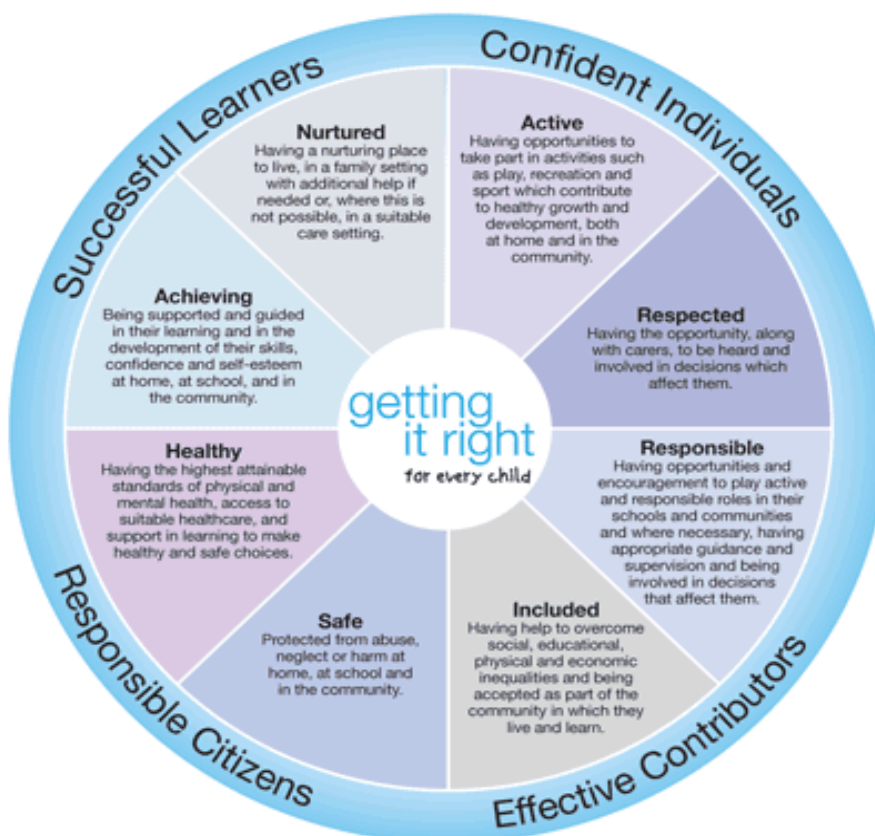 Successful Learners
Confident Individuals
Nurtured
Having a nurturing place
to live, in a family setting
with additional help if
needed or, where this is
not possible, in a suitable
care setting.
Active
Having opportunities to
take part in activities such
as play, recreation and
sport which contribute
to healthy growth and
development, both
at home and in the
community.
Achieving
Being supported and guided
in their learning and in the
development of their skills,
confidence and self-esteem
at home, at school, and in
the community.
Respected
Having the opportunity, along
with carers, to be heard and
involved in decisions which
affect them.
getting
it right
for every child
Healthy
Having the highest attainable
standards of physical and
mental health, access to
suitable healthcare, and
support in learning to make
healthy and safe choices.
Responsible
Having opportunities and
encouragement to play active
and responsible roles in their
schools and communities
and where necessary, having
appropriate guidance and
supervision and being
involved in decisions
that affect them.
Safe
Protected from abuse,
neglect or harm at
home, at school and
in the community.
Included
Having help to overcome
social, educational,
physical and economic
inequalities and being
accepted as part of the
community in which they
live and learn.
Responsible Citizens
Effective Contributors